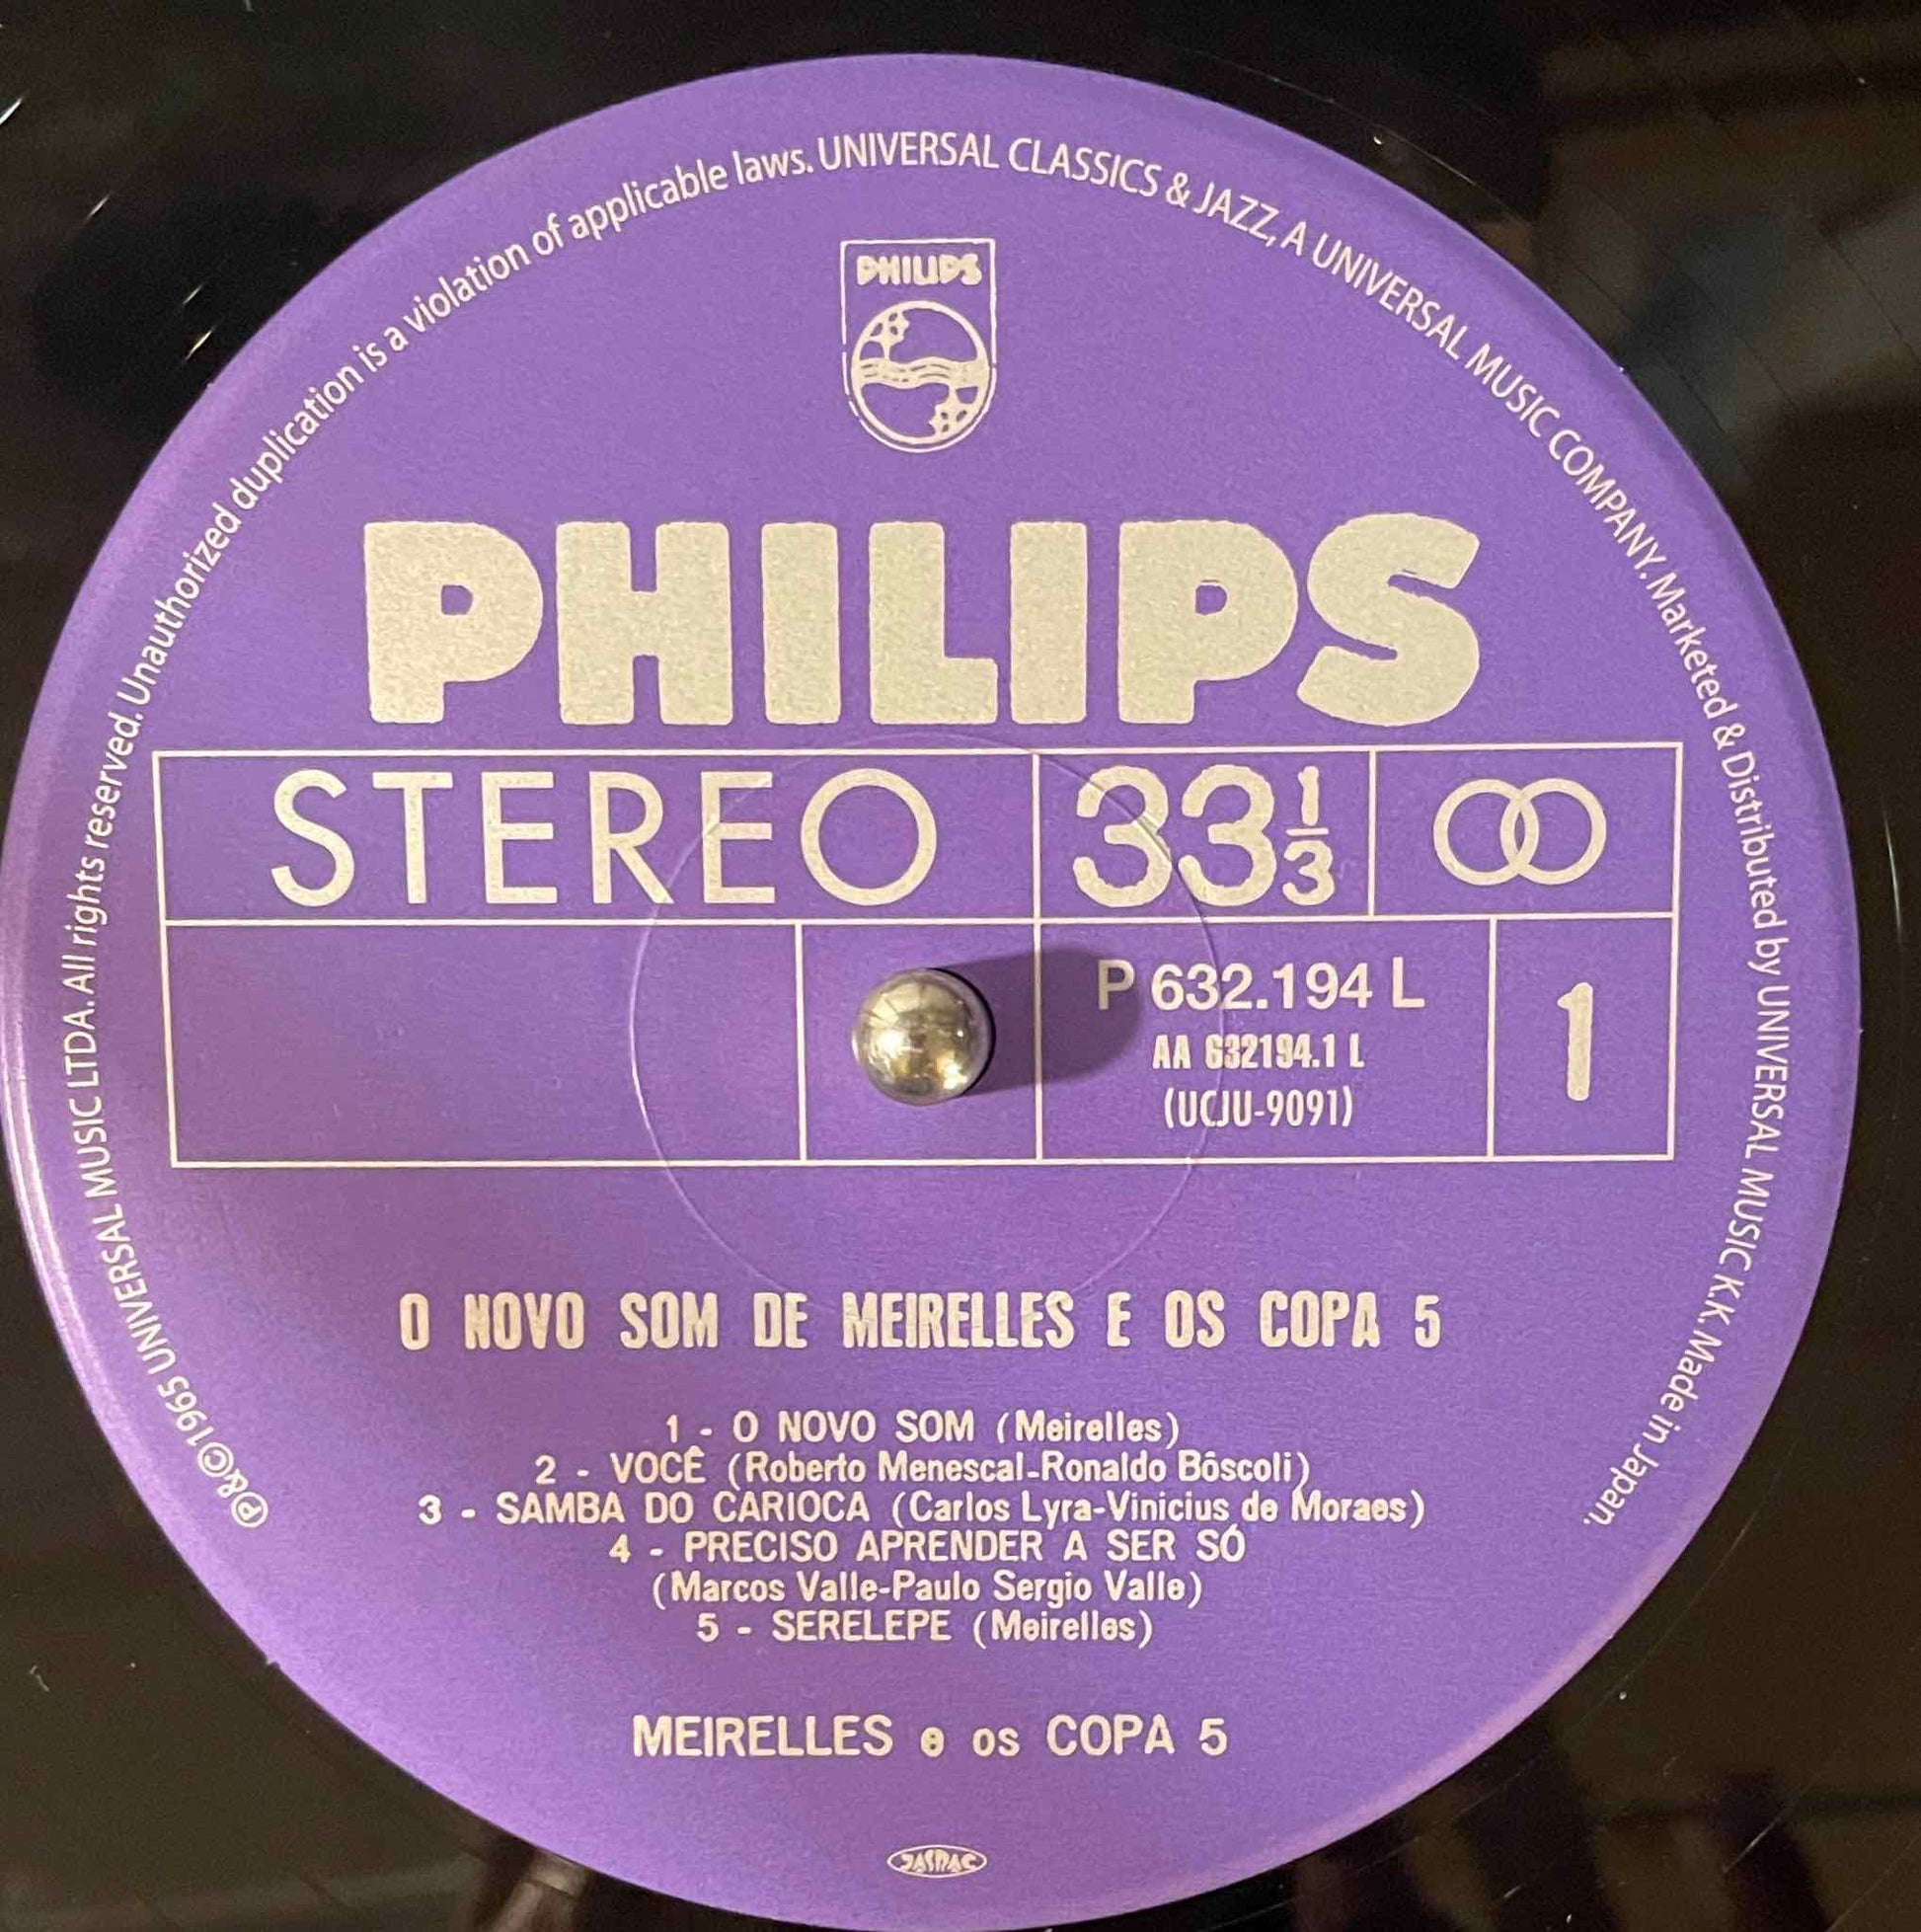 ℗&©1965 UNIVERSAL MUSIC LTDA. All rights reserved. Unauthorized duplication is a violation of applicable laws. UNIVERSAL CLASSICS & JAZZ, A UNIVERSAL MUSIC COMPANY. Marketed & Distributed by UNIVERSAL MUSIC K.K. Made in Japan.
PHILIPS
PHILIPS
STEREO 33 1/3
P 632.194 L
AA 632194.1 L
(UCJU-9091)
1
O NOVO SOM DE MEIRELLES E OS COPA 5
1 - O NOVO SOM (Meirelles)
2 - VOCÊ (Roberto Menescal-Ronaldo Bôscoli)
3 - SAMBA DO CARIOCA (Carlos Lyra-Vinicius de Moraes)
4 - PRECISO APRENDER A SER SÓ
(Marcos Valle-Paulo Sergio Valle)
5 - SERELEPE (Meirelles)
MEIRELLES e os COPA 5
JASRAC